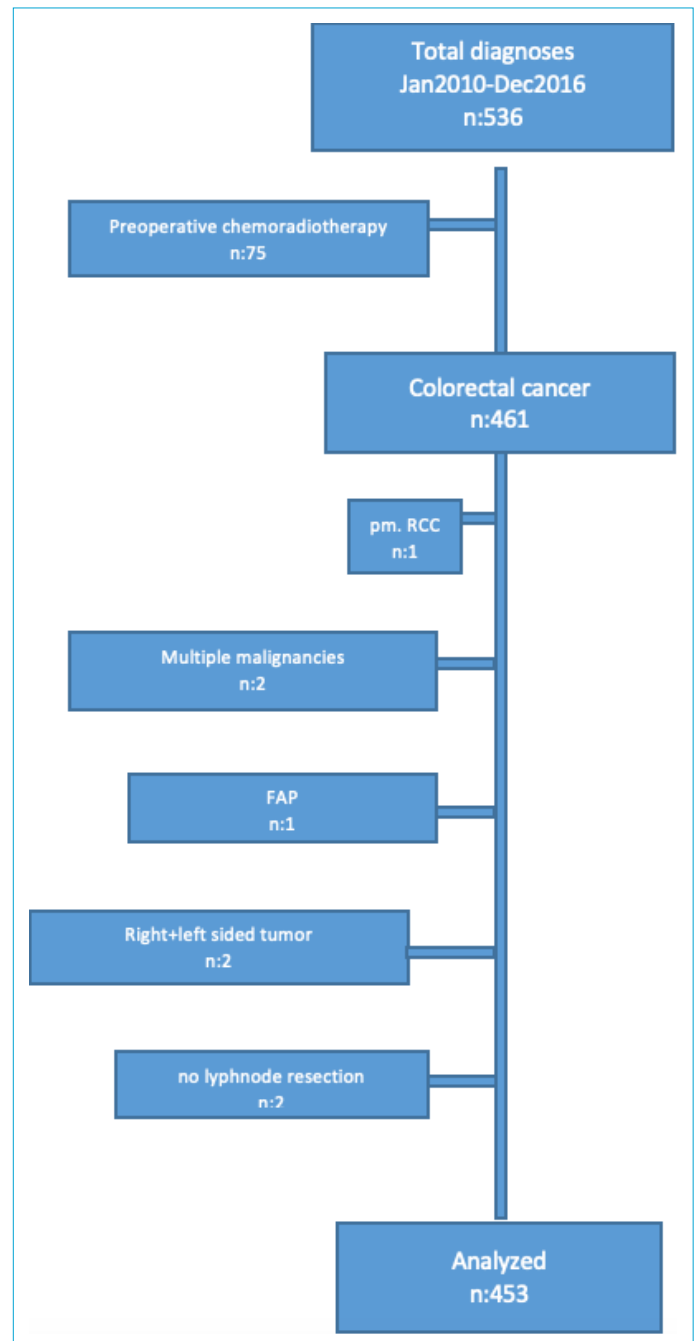 Total diagnoses
Jan2010-Dec2016
n:536
Preoperative chemoradiotherapy
n:75
Colorectal cancer
n:461
pm. RCC
n:1
Multiple malignancies
n:2
FAP
n:1
Right+left sided tumor
n:2
no lyphnode resection
n:2
Analyzed
n:453